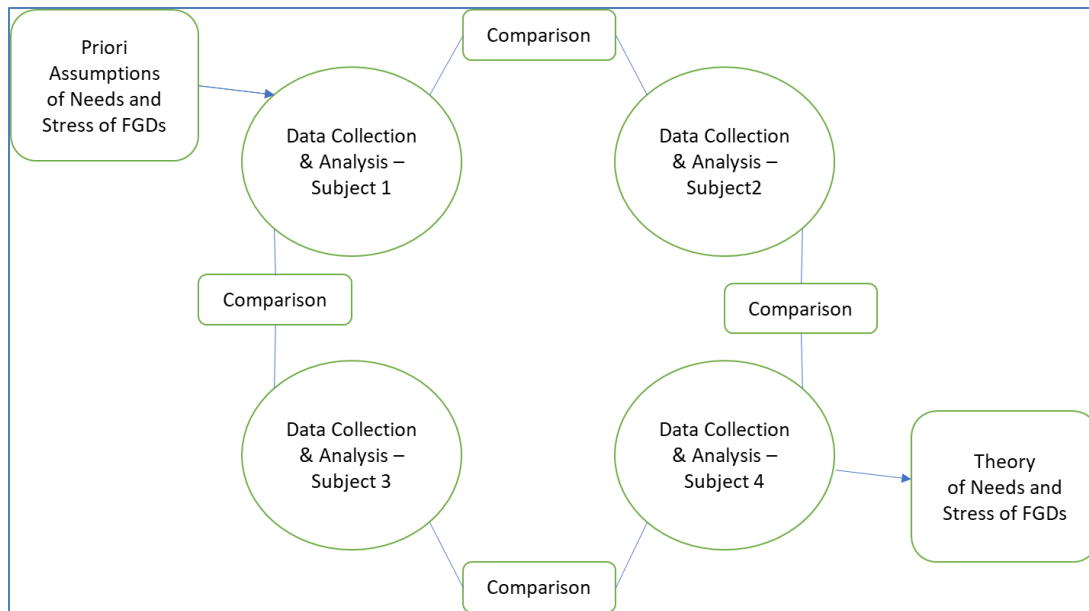 Priori
Assumptions
of Needs and
Stress of FGDs
Comparison
Data Collection
& Analysis –
Subject 1
Data Collection
& Analysis –
Subject2
Comparison
Comparison
Data Collection
& Analysis –
Subject 3
Data Collection
& Analysis –
Subject 4
Theory
of Needs and
Stress of FGDs
Comparison